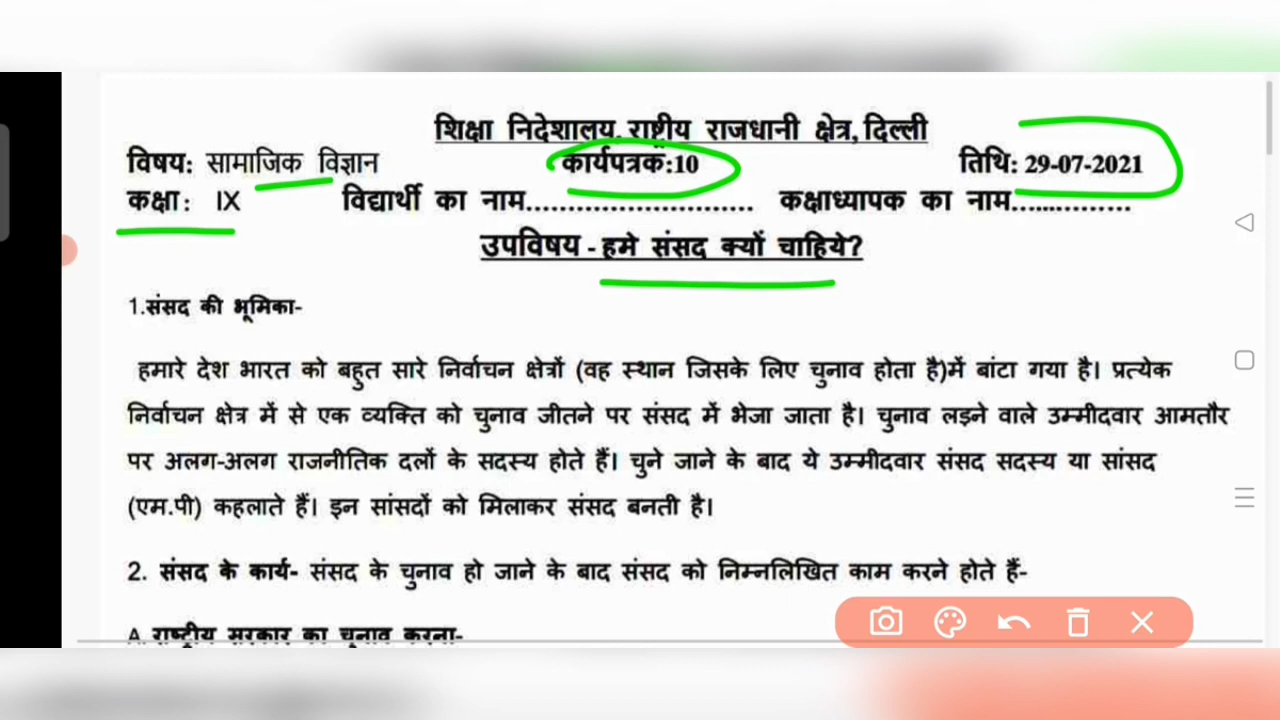 शिक्षा निदेशालय, राष्ट्रीय राजधानी क्षेत्र, दिल्ली
विषय: सामाजिक विज्ञान कार्यपत्रक:10 तिथि: 29-07-2021
कक्षा: IX विद्यार्थी का नाम........................... कक्षाध्यापक का नाम...............
उपविषय - हमे संसद क्यों चाहिये?
1.संसद की भूमिका-
हमारे देश भारत को बहुत सारे निर्वाचन क्षेत्रों (वह स्थान जिसके लिए चुनाव होता है)में बांटा गया है। प्रत्येक
निर्वाचन क्षेत्र में से एक व्यक्ति को चुनाव जीतने पर संसद में भेजा जाता है। चुनाव लड़ने वाले उम्मीदवार आमतौर
पर अलग-अलग राजनीतिक दलों के सदस्य होते हैं। चुने जाने के बाद ये उम्मीदवार संसद सदस्य या सांसद
(एम.पी) कहलाते हैं। इन सांसदों को मिलाकर संसद बनती है।
2. संसद के कार्य- संसद के चुनाव हो जाने के बाद संसद को निम्नलिखित काम करने होते हैं-
A. राष्ट्रीय सरकार का चुनाव करना-